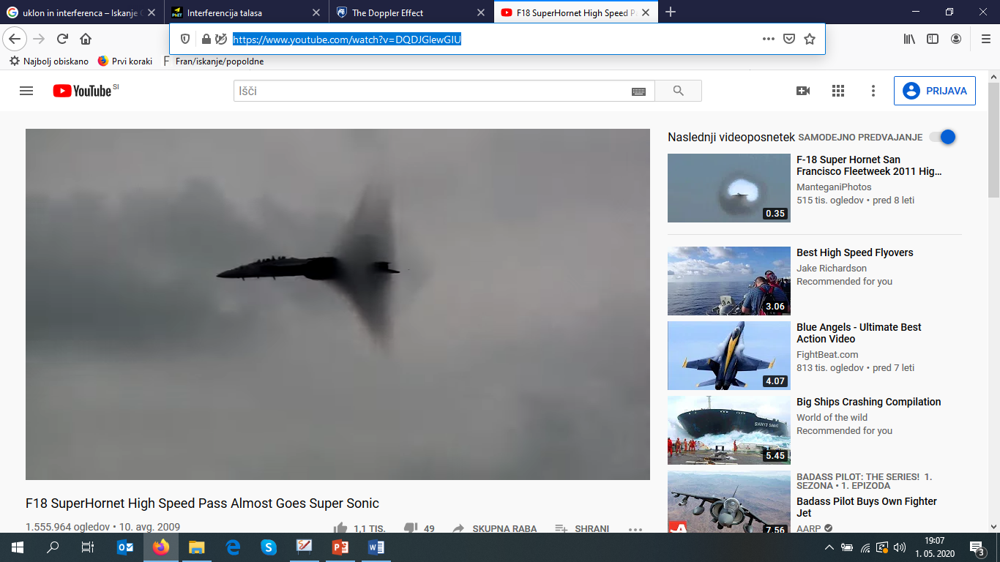 uklon in interferenca – Iskanje G
Interferencija talasa
The Doppler Effect
F18 SuperHornet High Speed Pa
https://www.youtube.com/watch?v=DQDJGlewGIU
Najbolj obiskano
Prvi koraki
Fran/iskanje/popoldne
YouTube SI
Išči
PRIJAVA
Naslednji videoposnetek SAMODEJNO PREDVAJANJE
F-18 Super Hornet San
Francisco Fleetweek 2011 Hig…
ManteganiPhotos
515 tis. ogledov • pred 8 leti
0.35
Best High Speed Flyovers
Jake Richardson
Recommended for you
3.06
Blue Angels - Ultimate Best
Action Video
FightBeat.com
813 tis. ogledov • pred 7 leti
4.07
Big Ships Crashing Compilation
World of the wild
Recommended for you
SHINYO SAWAKO
5.45
BADASS PILOT: THE SERIES! 1.
SEZONA • 1. EPIZODA
Badass Pilot Buys Own Fighter
Jet
AARP
7.56
F18 SuperHornet High Speed Pass Almost Goes Super Sonic
1.555.964 ogledov • 10. avg. 2009
1,1 TIS.
49
SKUPNA RABA
SHRANI
19:07
1. 05. 2020
3